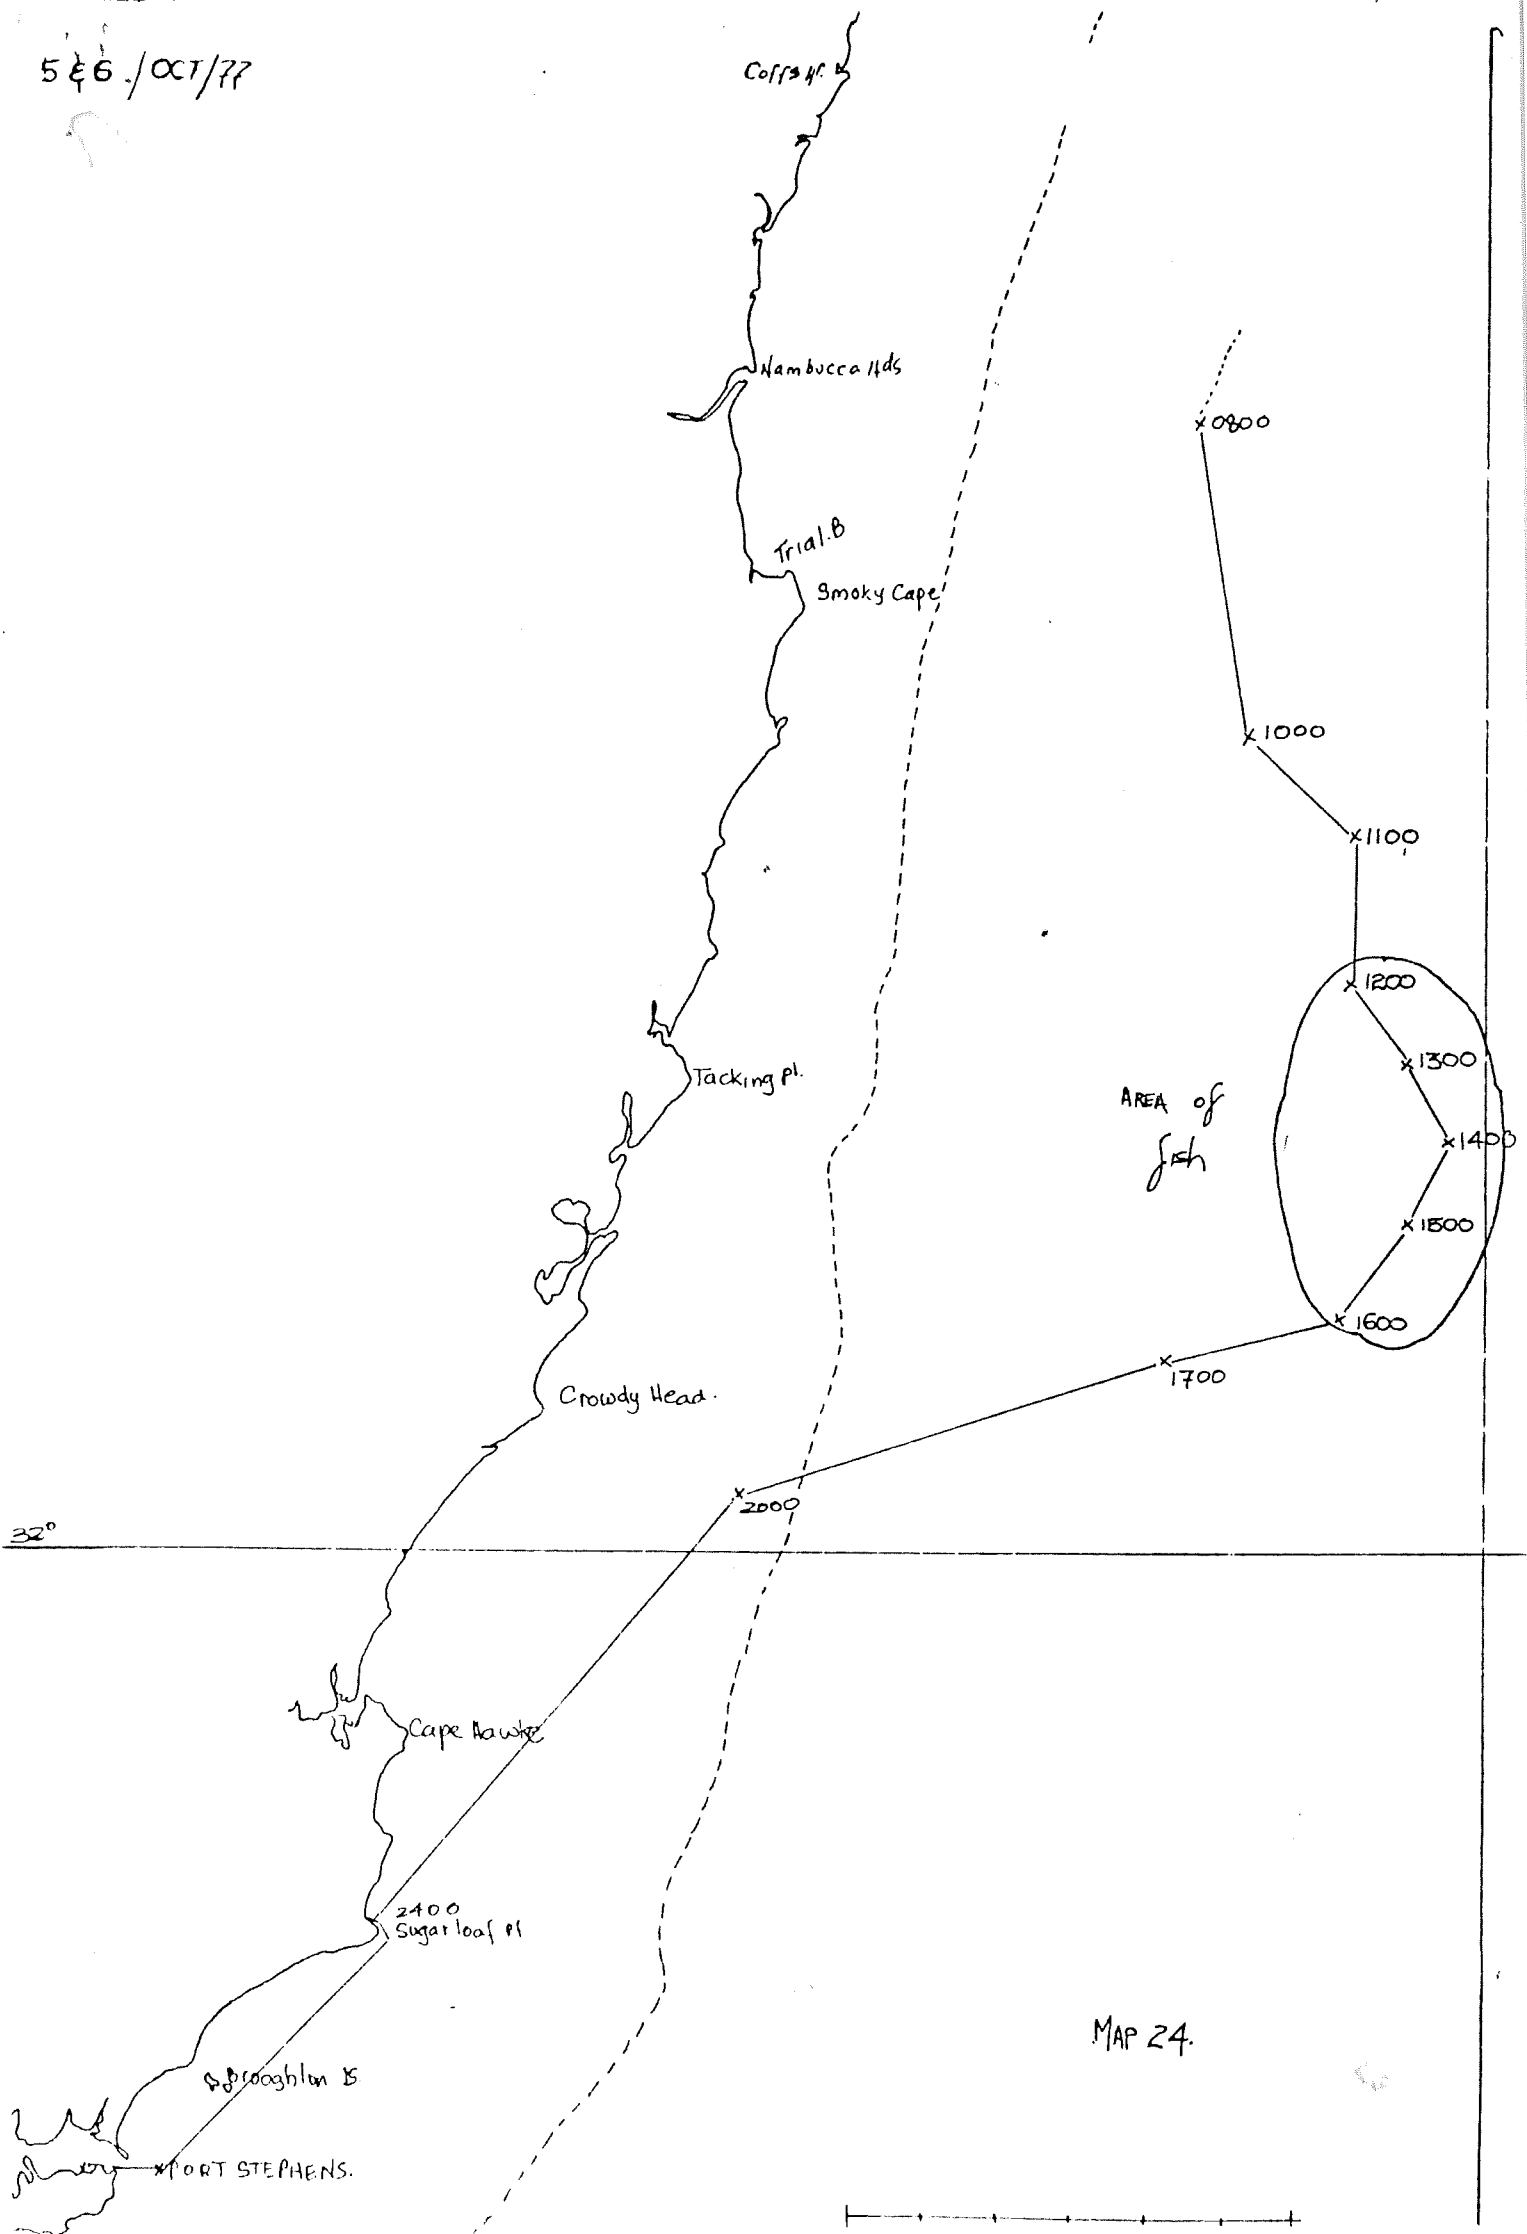 5 & 6 ./OCT/77
Coffs Hr.
Nambucca Hds
0800
Trial.B
Smoky Cape
1000
1100
1200
1300
Tacking pt.
AREA of
fish
1400
1500
1600
1700
Crowdy Head.
2000
32°
Cape Hawke
2400
Sugarloaf Pt
MAP 24.
Broaghton Is
PORT STEPHENS.